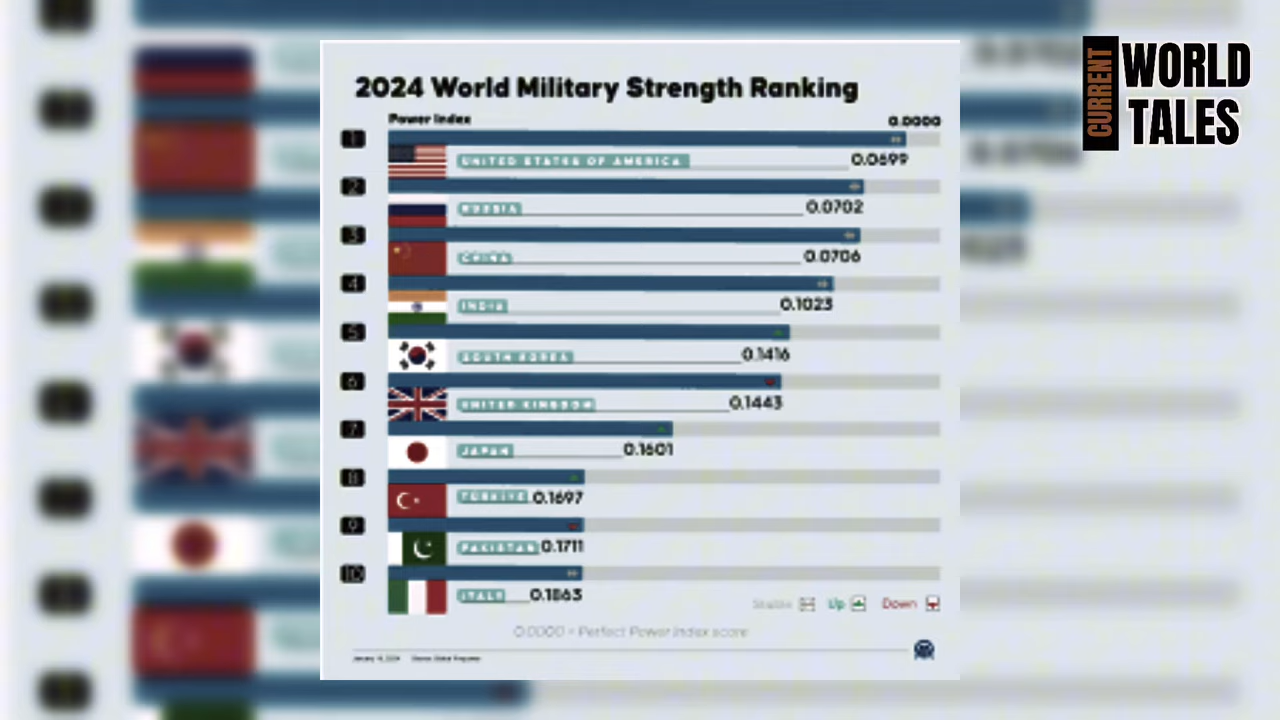 CURRENT
WORLD
TALES
2024 World Military Strength Ranking
Power Index
0.0000
1
UNITED STATES OF AMERICA
0.0699
2
RUSSIA
0.0702
3
CHINA
0.0706
4
INDIA
0.1023
5
SOUTH KOREA
0.1416
6
UNITED KINGDOM
0.1443
7
JAPAN
0.1601
8
TÜRKIYE
0.1697
9
PAKISTAN
0.1711
10
ITALY
0.1863
Stable
Up
Down
0.0000 = Perfect Power Index score